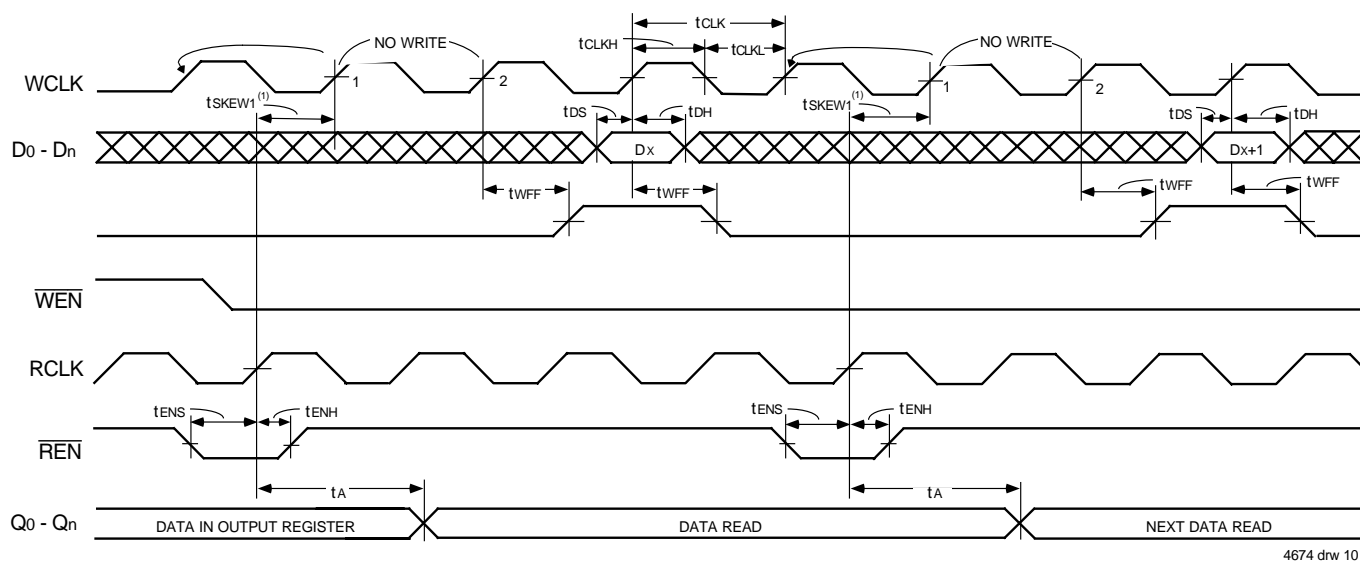 tCLK
NO WRITE
tCLKH
tCLKL
NO WRITE
WCLK
1
2
1
2
tSKEW1(1)
tDS
tDH
tSKEW1(1)
tDS
tDH
D0 - Dn
DX
DX+1
tWFF
tWFF
tWFF
tWFF
WEN
RCLK
tENS
tENH
tENS
tENH
REN
tA
tA
Q0 - Qn
DATA IN OUTPUT REGISTER
DATA READ
NEXT DATA READ
4674 drw 10